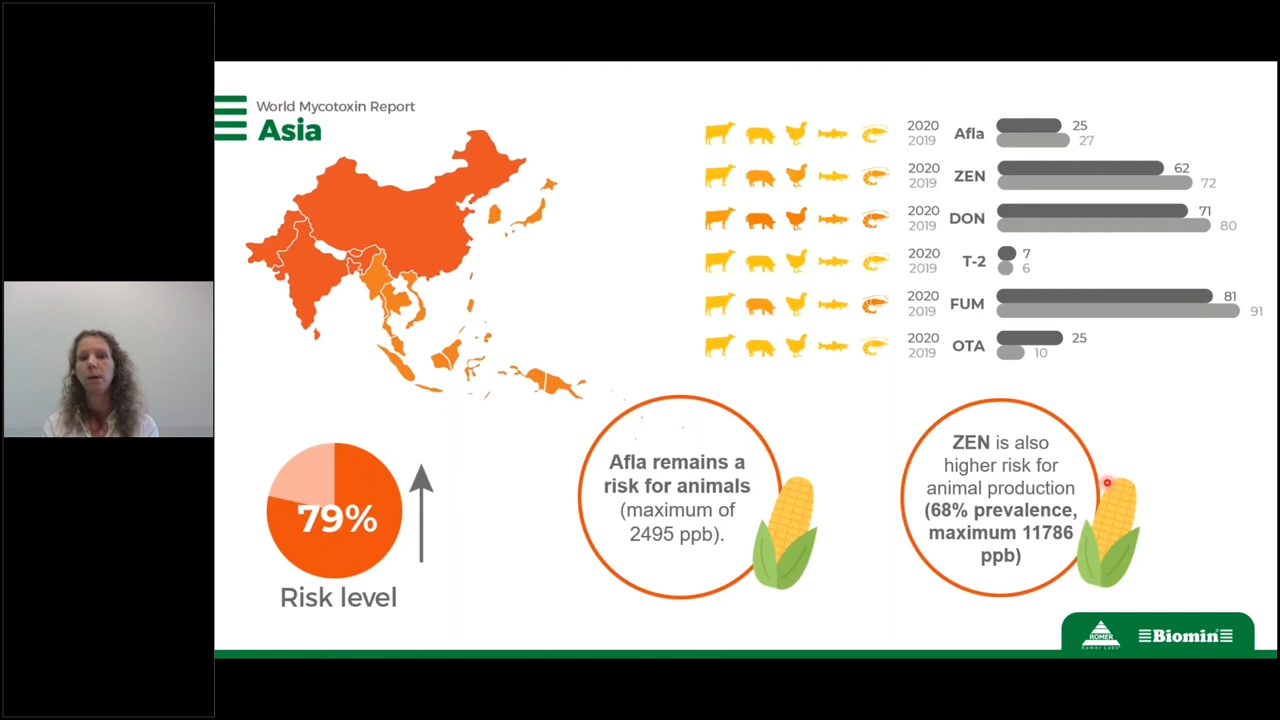 World Mycotoxin Report
Asia
2020 Afla 25
2019 27
2020 ZEN 62
2019 72
2020 DON 71
2019 80
2020 T-2 7
2019 6
2020 FUM 81
2019 91
2020 OTA 25
2019 10
79%
Risk level
Afla remains a
risk for animals
(maximum of
2495 ppb).
ZEN is also
higher risk for
animal production
(68% prevalence,
maximum 11786
ppb)
ROMER
Romer Labs®
Biomin®